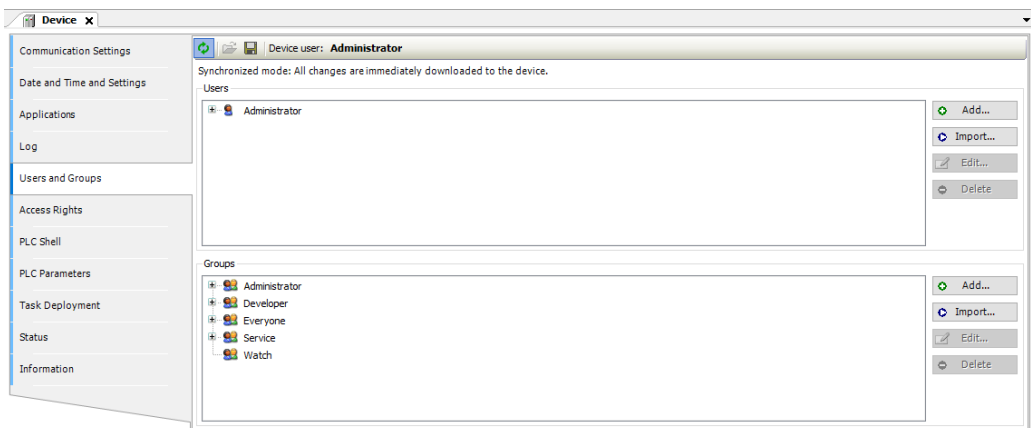 Device
Communication Settings
Date and Time and Settings
Applications
Log
Users and Groups
Access Rights
PLC Shell
PLC Parameters
Task Deployment
Status
Information
Device user: Administrator
Synchronized mode: All changes are immediately downloaded to the device.
Users
Administrator
Add...
Import...
Edit...
Delete
Groups
Administrator
Developer
Everyone
Service
Watch
Add...
Import...
Edit...
Delete